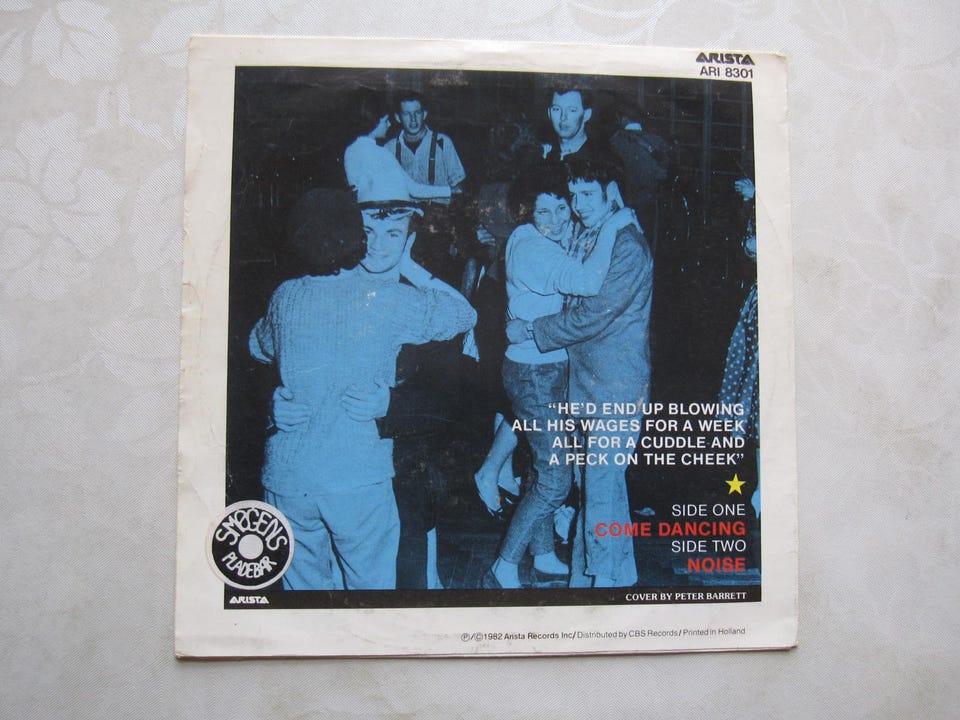 ARISTA
ARI 8301
"HE'D END UP BLOWING
ALL HIS WAGES FOR A WEEK
ALL FOR A CUDDLE AND
A PECK ON THE CHEEK"
SIDE ONE
COME DANCING
SIDE TWO
NOISE
SMØGENS
PLADEBAR
ARISTA
COVER BY PETER BARRETT
Ⓟ/©1982 Arista Records Inc/Distributed by CBS Records/Printed in Holland